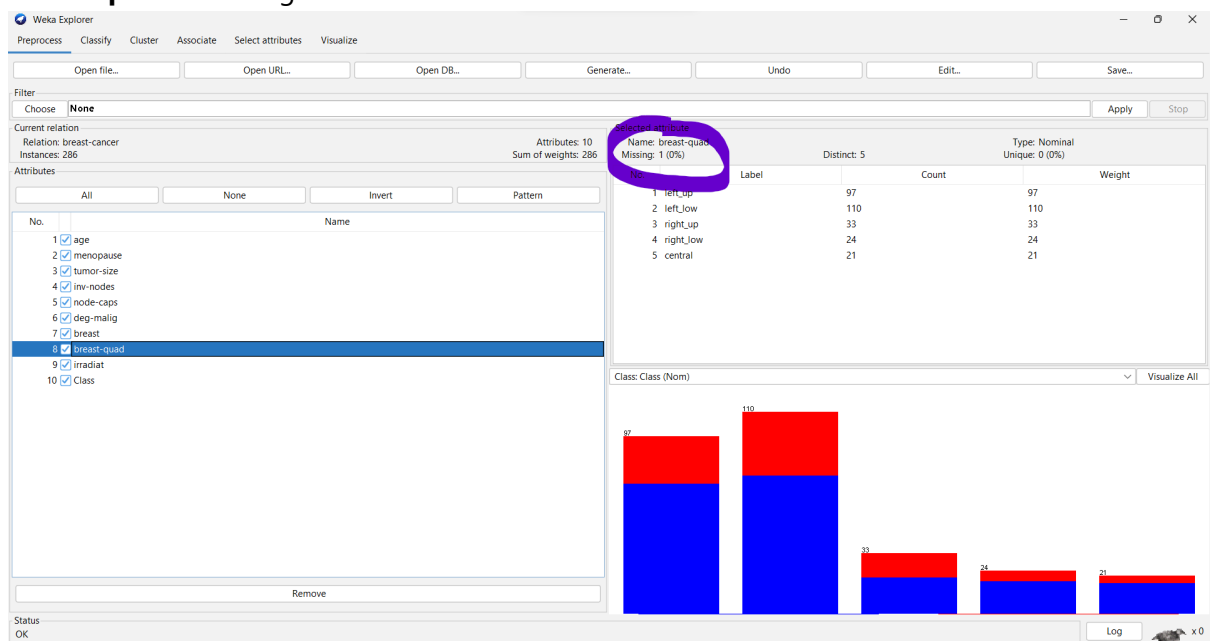 Weka Explorer
Preprocess Classify Cluster Associate Select attributes Visualize
Open file... Open URL... Open DB... Generate... Undo Edit... Save...
Filter
Choose None Apply Stop
Current relation
Relation: breast-cancer Attributes: 10
Instances: 286 Sum of weights: 286
Attributes
All None Invert Pattern
No. Name
1 age
2 menopause
3 tumor-size
4 inv-nodes
5 node-caps
6 deg-malig
7 breast
8 breast-quad
9 irradiat
10 Class
Remove
Selected attribute
Name: breast-quad Type: Nominal
Missing: 1 (0%) Distinct: 5 Unique: 0 (0%)
No. Label Count Weight
1 left_up 97 97
2 left_low 110 110
3 right_up 33 33
4 right_low 24 24
5 central 21 21
Class: Class (Nom) Visualize All
97 110 33 24 21
Status
OK Log x 0